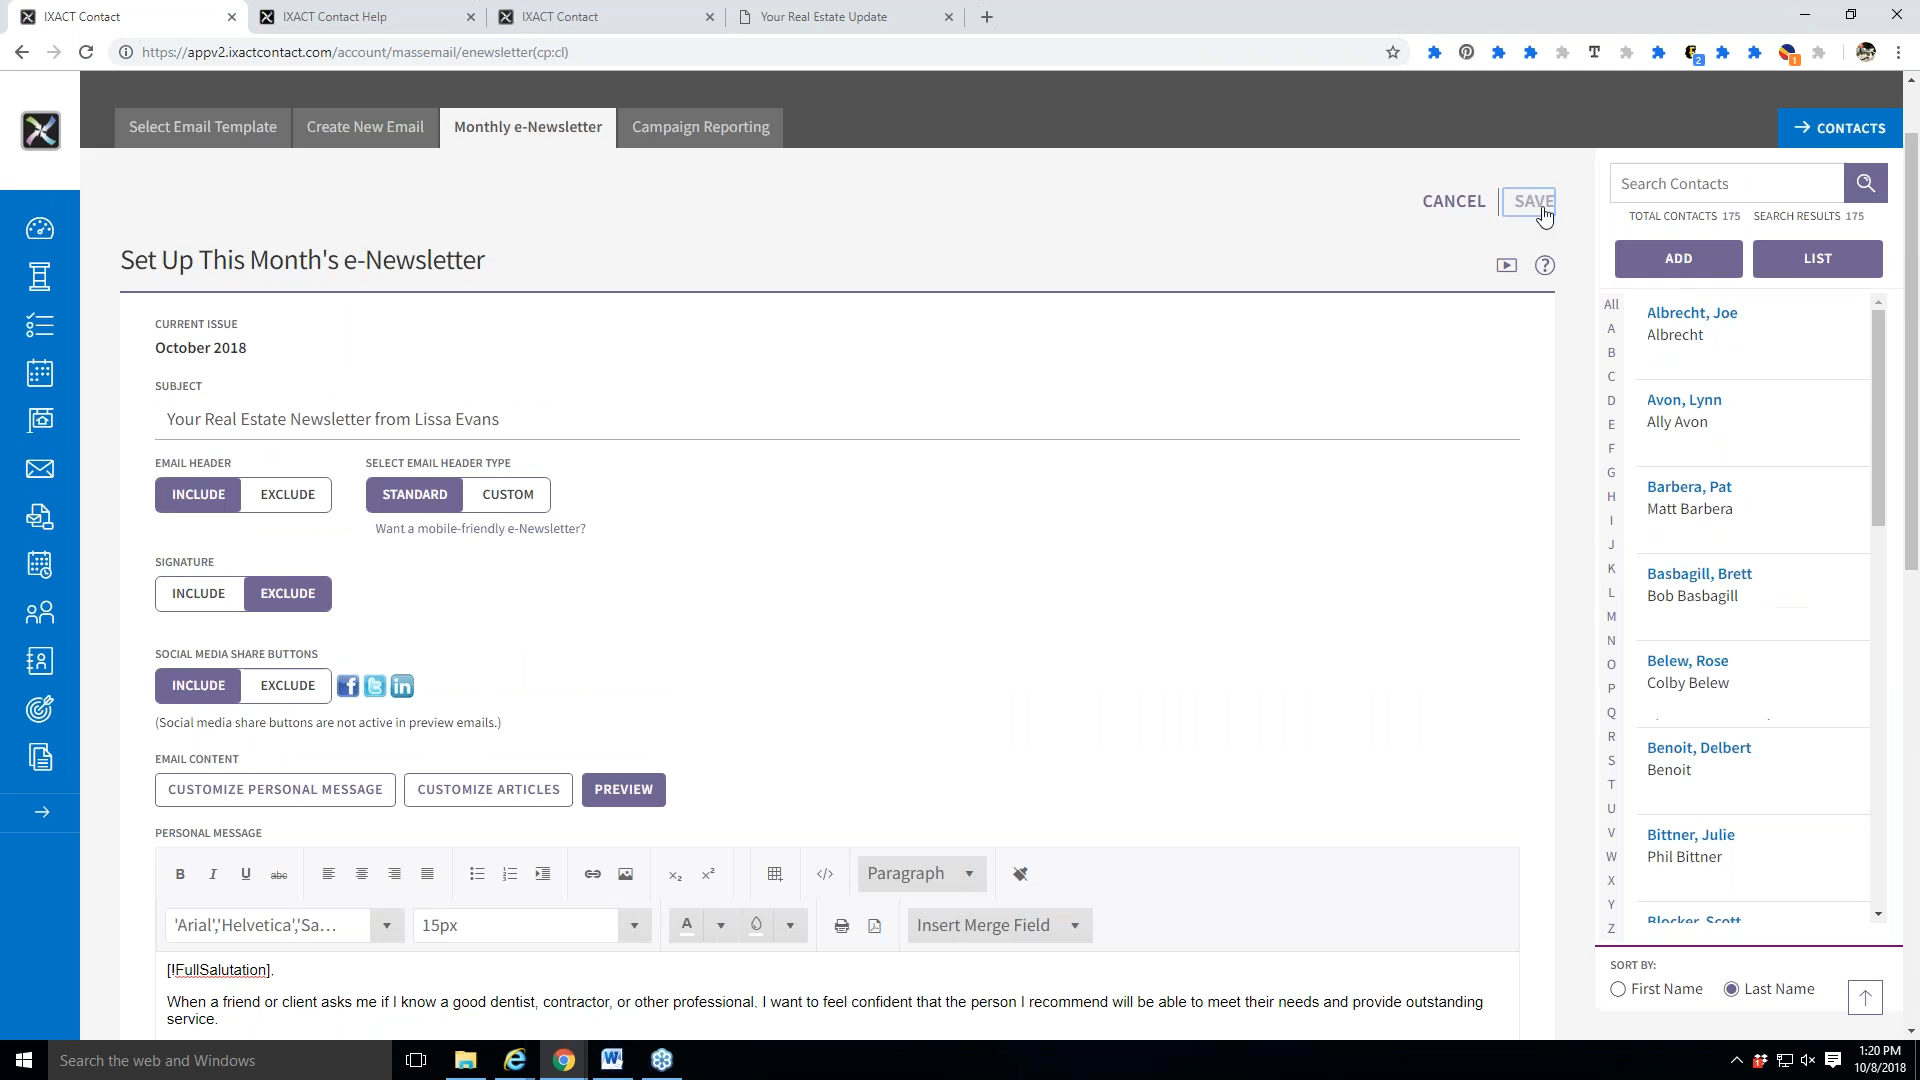 IXACT Contact
IXACT Contact Help
IXACT Contact
Your Real Estate Update
https://appv2.ixactcontact.com/account/massemail/enewsletter(cp:cl)
T
2
1
Select Email Template
Create New Email
Monthly e-Newsletter
Campaign Reporting
CONTACTS
CANCEL
SAVE
Search Contacts
TOTAL CONTACTS 175 SEARCH RESULTS 175
ADD
LIST
Set Up This Month's e-Newsletter
CURRENT ISSUE
October 2018
SUBJECT
Your Real Estate Newsletter from Lissa Evans
EMAIL HEADER
INCLUDE EXCLUDE
SELECT EMAIL HEADER TYPE
STANDARD CUSTOM
Want a mobile-friendly e-Newsletter?
SIGNATURE
INCLUDE EXCLUDE
SOCIAL MEDIA SHARE BUTTONS
INCLUDE EXCLUDE
(Social media share buttons are not active in preview emails.)
EMAIL CONTENT
CUSTOMIZE PERSONAL MESSAGE
CUSTOMIZE ARTICLES
PREVIEW
PERSONAL MESSAGE
B I U abc
Paragraph
'Arial','Helvetica','Sa...
15px
A
Insert Merge Field
[!FullSalutation].
When a friend or client asks me if I know a good dentist, contractor, or other professional. I want to feel confident that the person I recommend will be able to meet their needs and provide outstanding
service.
All
A
B
C
D
E
F
G
H
I
J
K
L
M
N
O
P
Q
R
S
T
U
V
W
X
Y
Z
Albrecht, Joe
Albrecht
Avon, Lynn
Ally Avon
Barbera, Pat
Matt Barbera
Basbagill, Brett
Bob Basbagill
Belew, Rose
Colby Belew
Benoit, Delbert
Benoit
Bittner, Julie
Phil Bittner
Blocker, Scott
SORT BY:
First Name
Last Name
Search the web and Windows
1:20 PM
10/8/2018